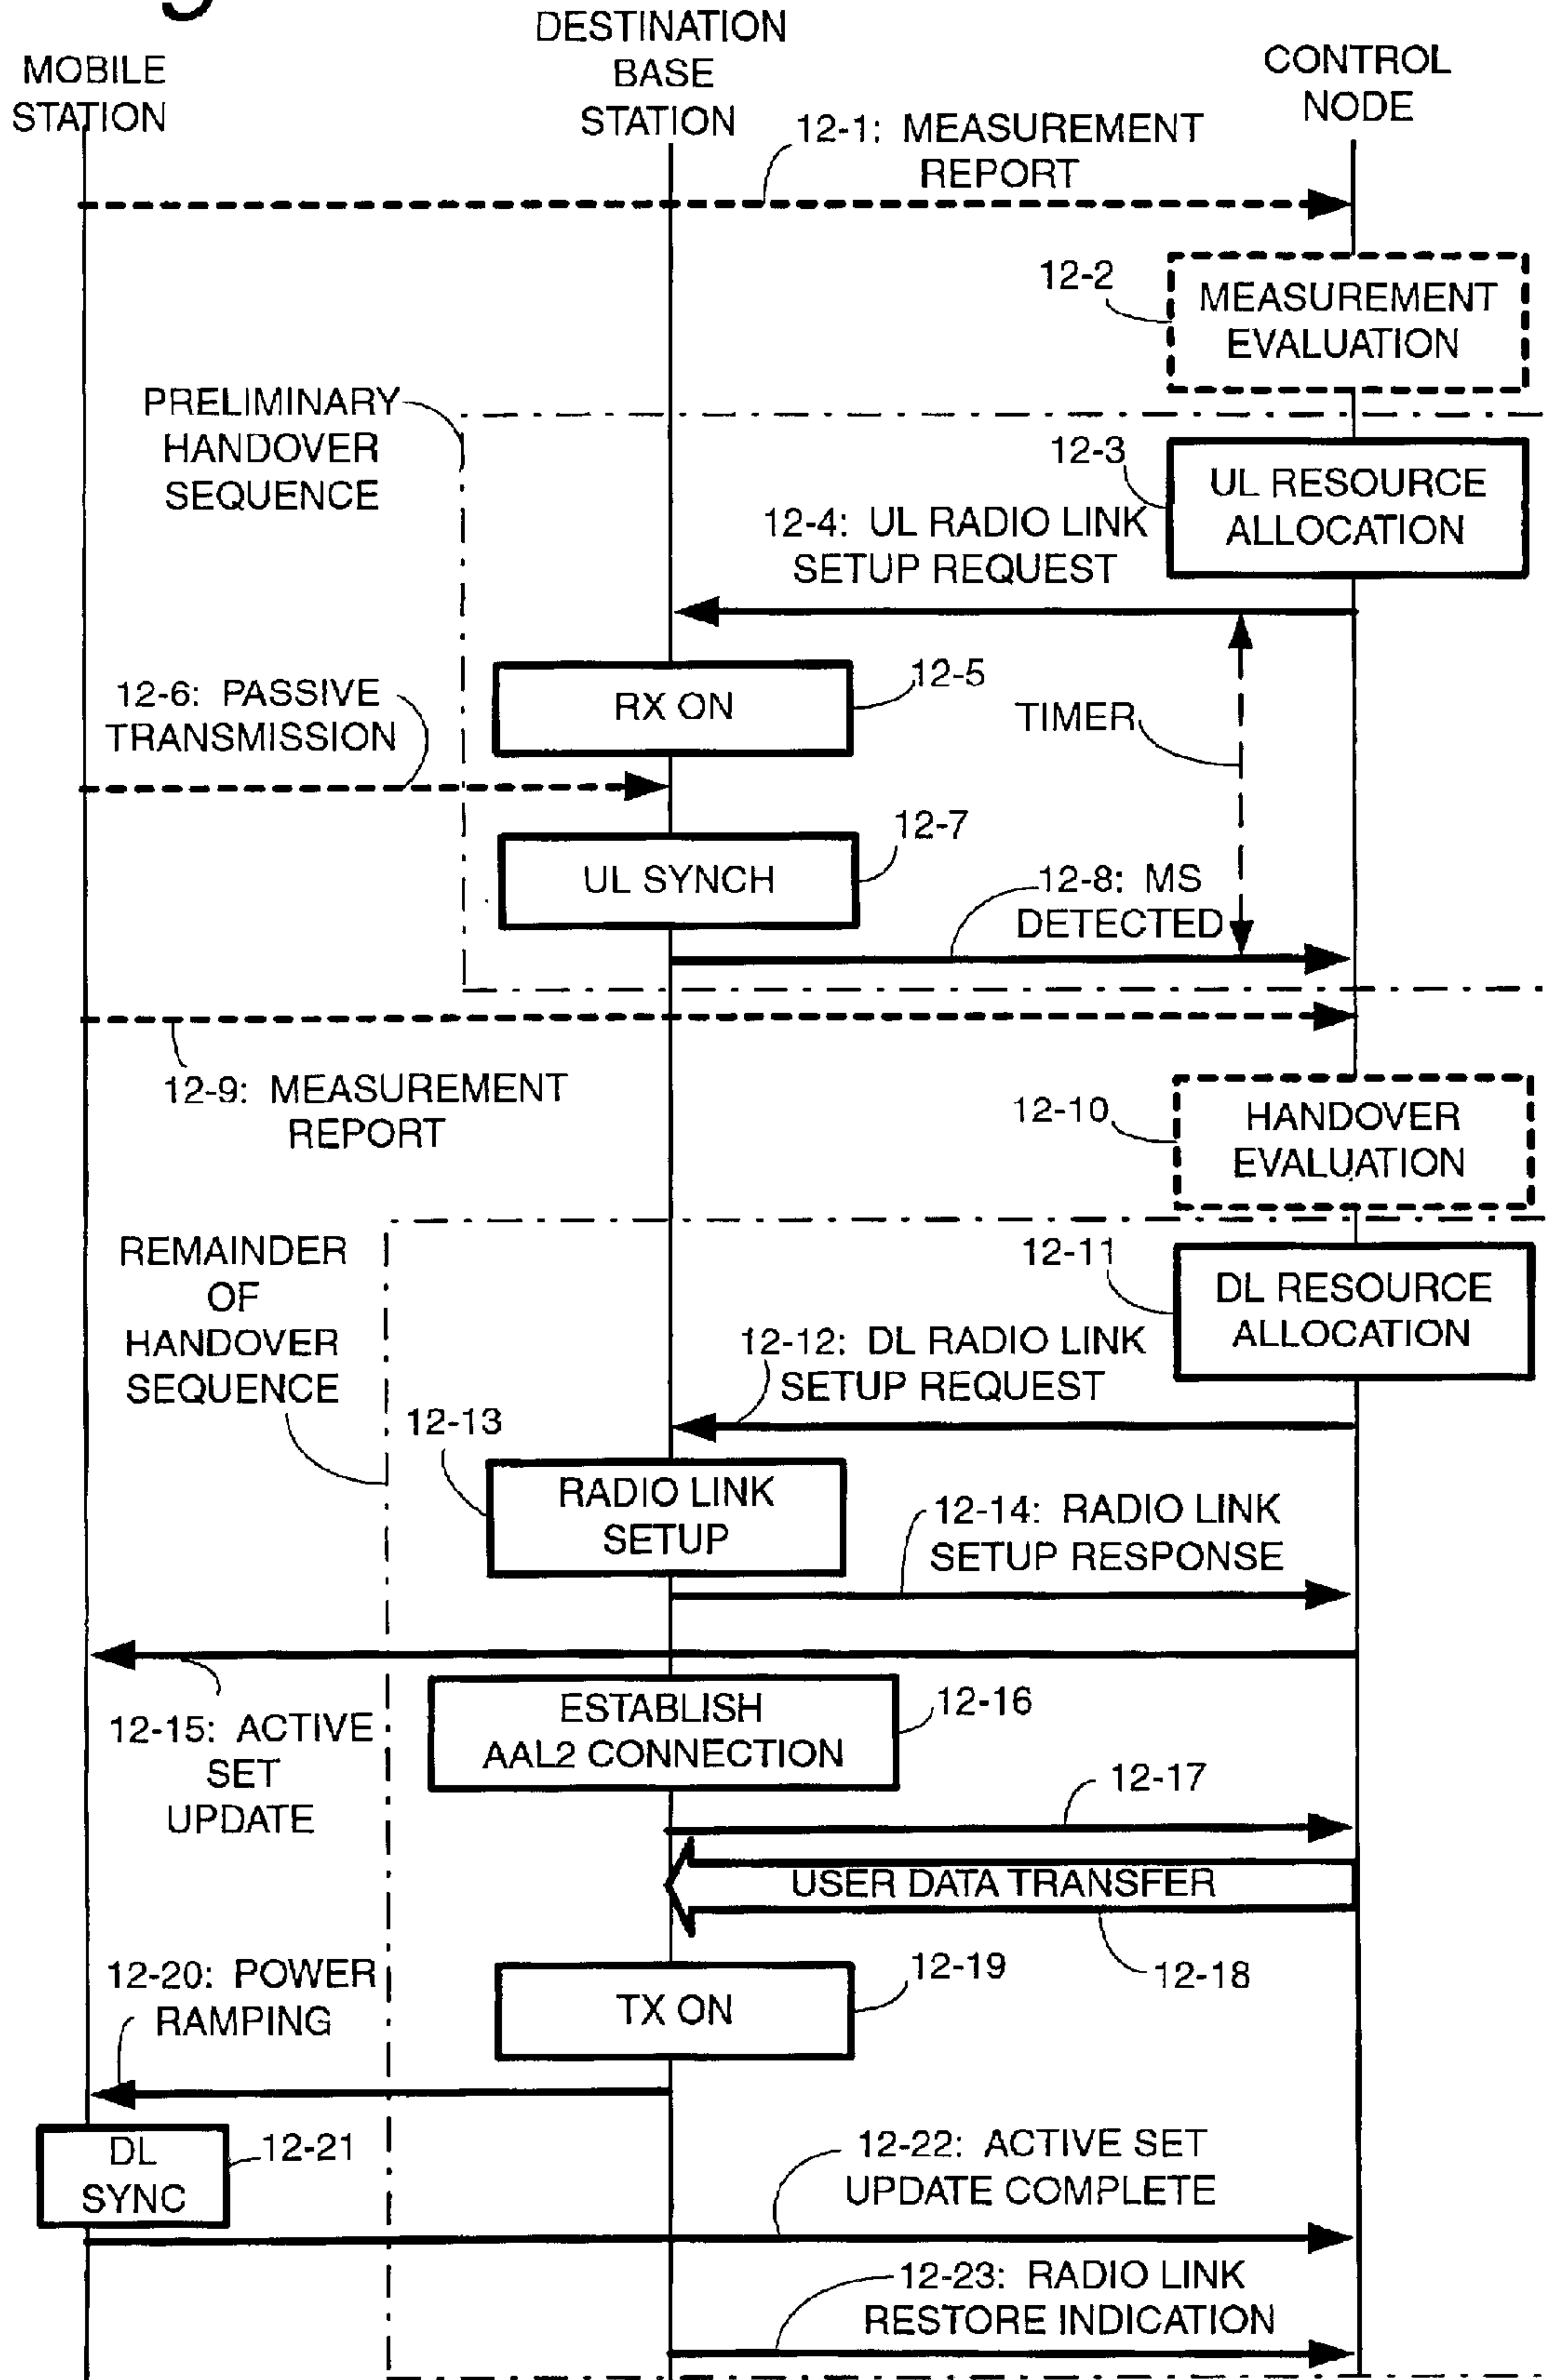 MOBILE
STATION
DESTINATION
BASE
STATION
CONTROL
NODE
12-1: MEASUREMENT
REPORT
12-2
MEASUREMENT
EVALUATION
PRELIMINARY
HANDOVER
SEQUENCE
12-3
UL RESOURCE
ALLOCATION
12-4: UL RADIO LINK
SETUP REQUEST
RX ON
12-5
12-6: PASSIVE
TRANSMISSION
TIMER
UL SYNCH
12-7
12-8: MS
DETECTED
12-9: MEASUREMENT
REPORT
12-10
HANDOVER
EVALUATION
REMAINDER
OF
HANDOVER
SEQUENCE
12-11
DL RESOURCE
ALLOCATION
12-12: DL RADIO LINK
SETUP REQUEST
12-13
RADIO LINK
SETUP
12-14: RADIO LINK
SETUP RESPONSE
12-15: ACTIVE
SET
UPDATE
ESTABLISH
AAL2 CONNECTION
12-16
12-17
USER DATA TRANSFER
12-18
TX ON
12-19
12-20: POWER
RAMPING
DL
SYNC
12-21
12-22: ACTIVE SET
UPDATE COMPLETE
12-23: RADIO LINK
RESTORE INDICATION